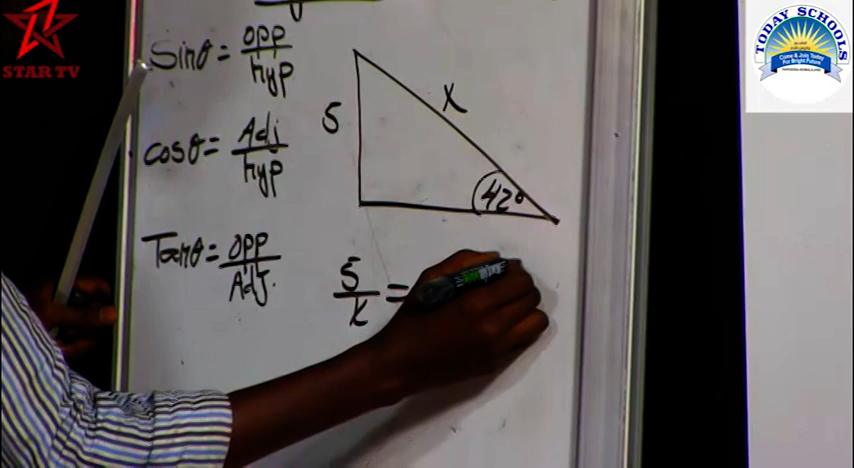 STAR TV
TODAY SCHOOLS
Come & Join Today
For Bright Future
Sinθ = opp/hyp
cosθ = Adj/hyp
Tanθ = opp/Adj.
5
x
42°
5/x =